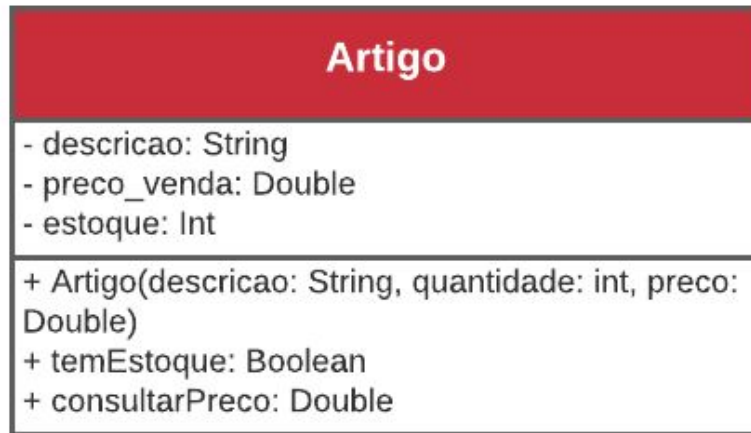 Artigo
- descricao: String
- preco_venda: Double
- estoque: Int
+ Artigo(descricao: String, quantidade: int, preco:
Double)
+ temEstoque: Boolean
+ consultarPreco: Double